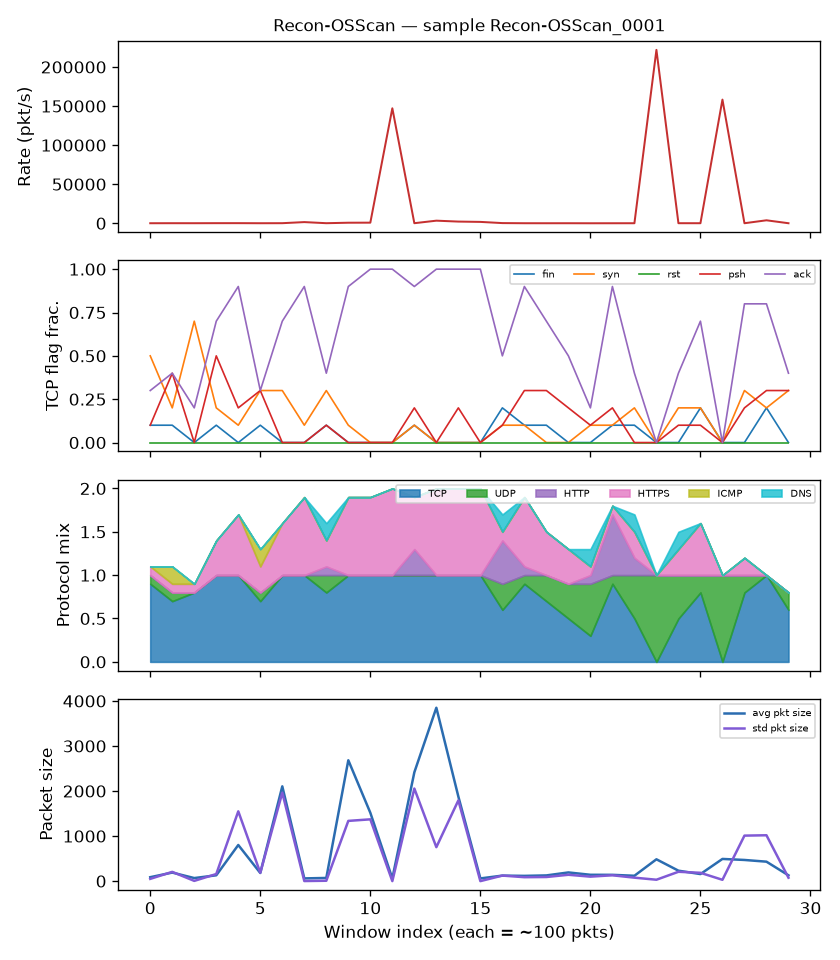 Recon-OSScan — sample Recon-OSScan_0001
Rate (pkt/s)
200000
150000
100000
50000
0
TCP flag frac.
1.00
0.75
0.50
0.25
0.00
fin syn rst psh ack
Protocol mix
2.0
1.5
1.0
0.5
0.0
TCP UDP HTTP HTTPS ICMP DNS
Packet size
4000
3000
2000
1000
0
avg pkt size
std pkt size
0 5 10 15 20 25 30
Window index (each = ~100 pkts)